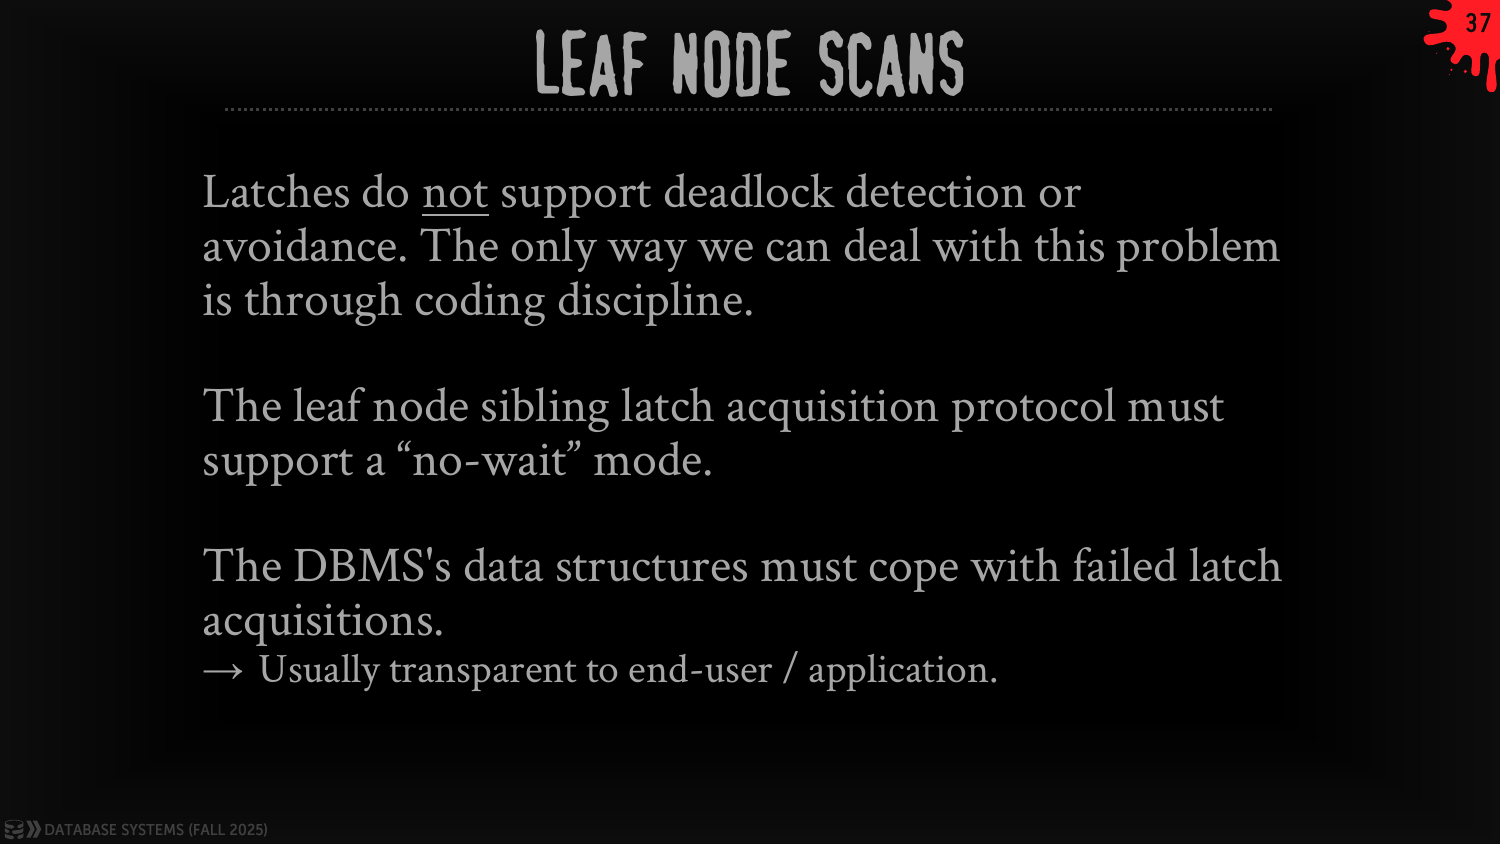 37
LEAF NODE SCANS
Latches do not support deadlock detection or
avoidance. The only way we can deal with this problem
is through coding discipline.
The leaf node sibling latch acquisition protocol must
support a “no-wait” mode.
The DBMS's data structures must cope with failed latch
acquisitions.
→ Usually transparent to end-user / application.
DATABASE SYSTEMS (FALL 2025)